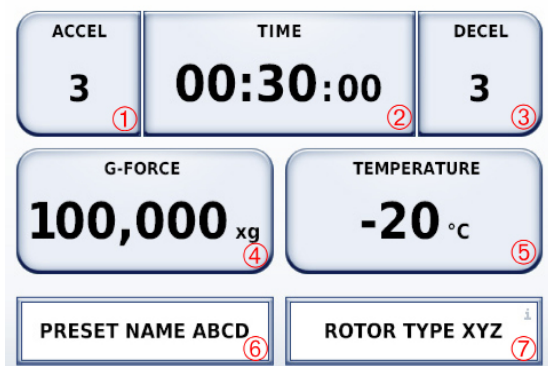 ACCEL TIME DECEL
3 00:30:00 3
① ② ③
G-FORCE TEMPERATURE
100,000 xg -20 °C
④ ⑤
PRESET NAME ABCD ROTOR TYPE XYZ i
⑥ ⑦